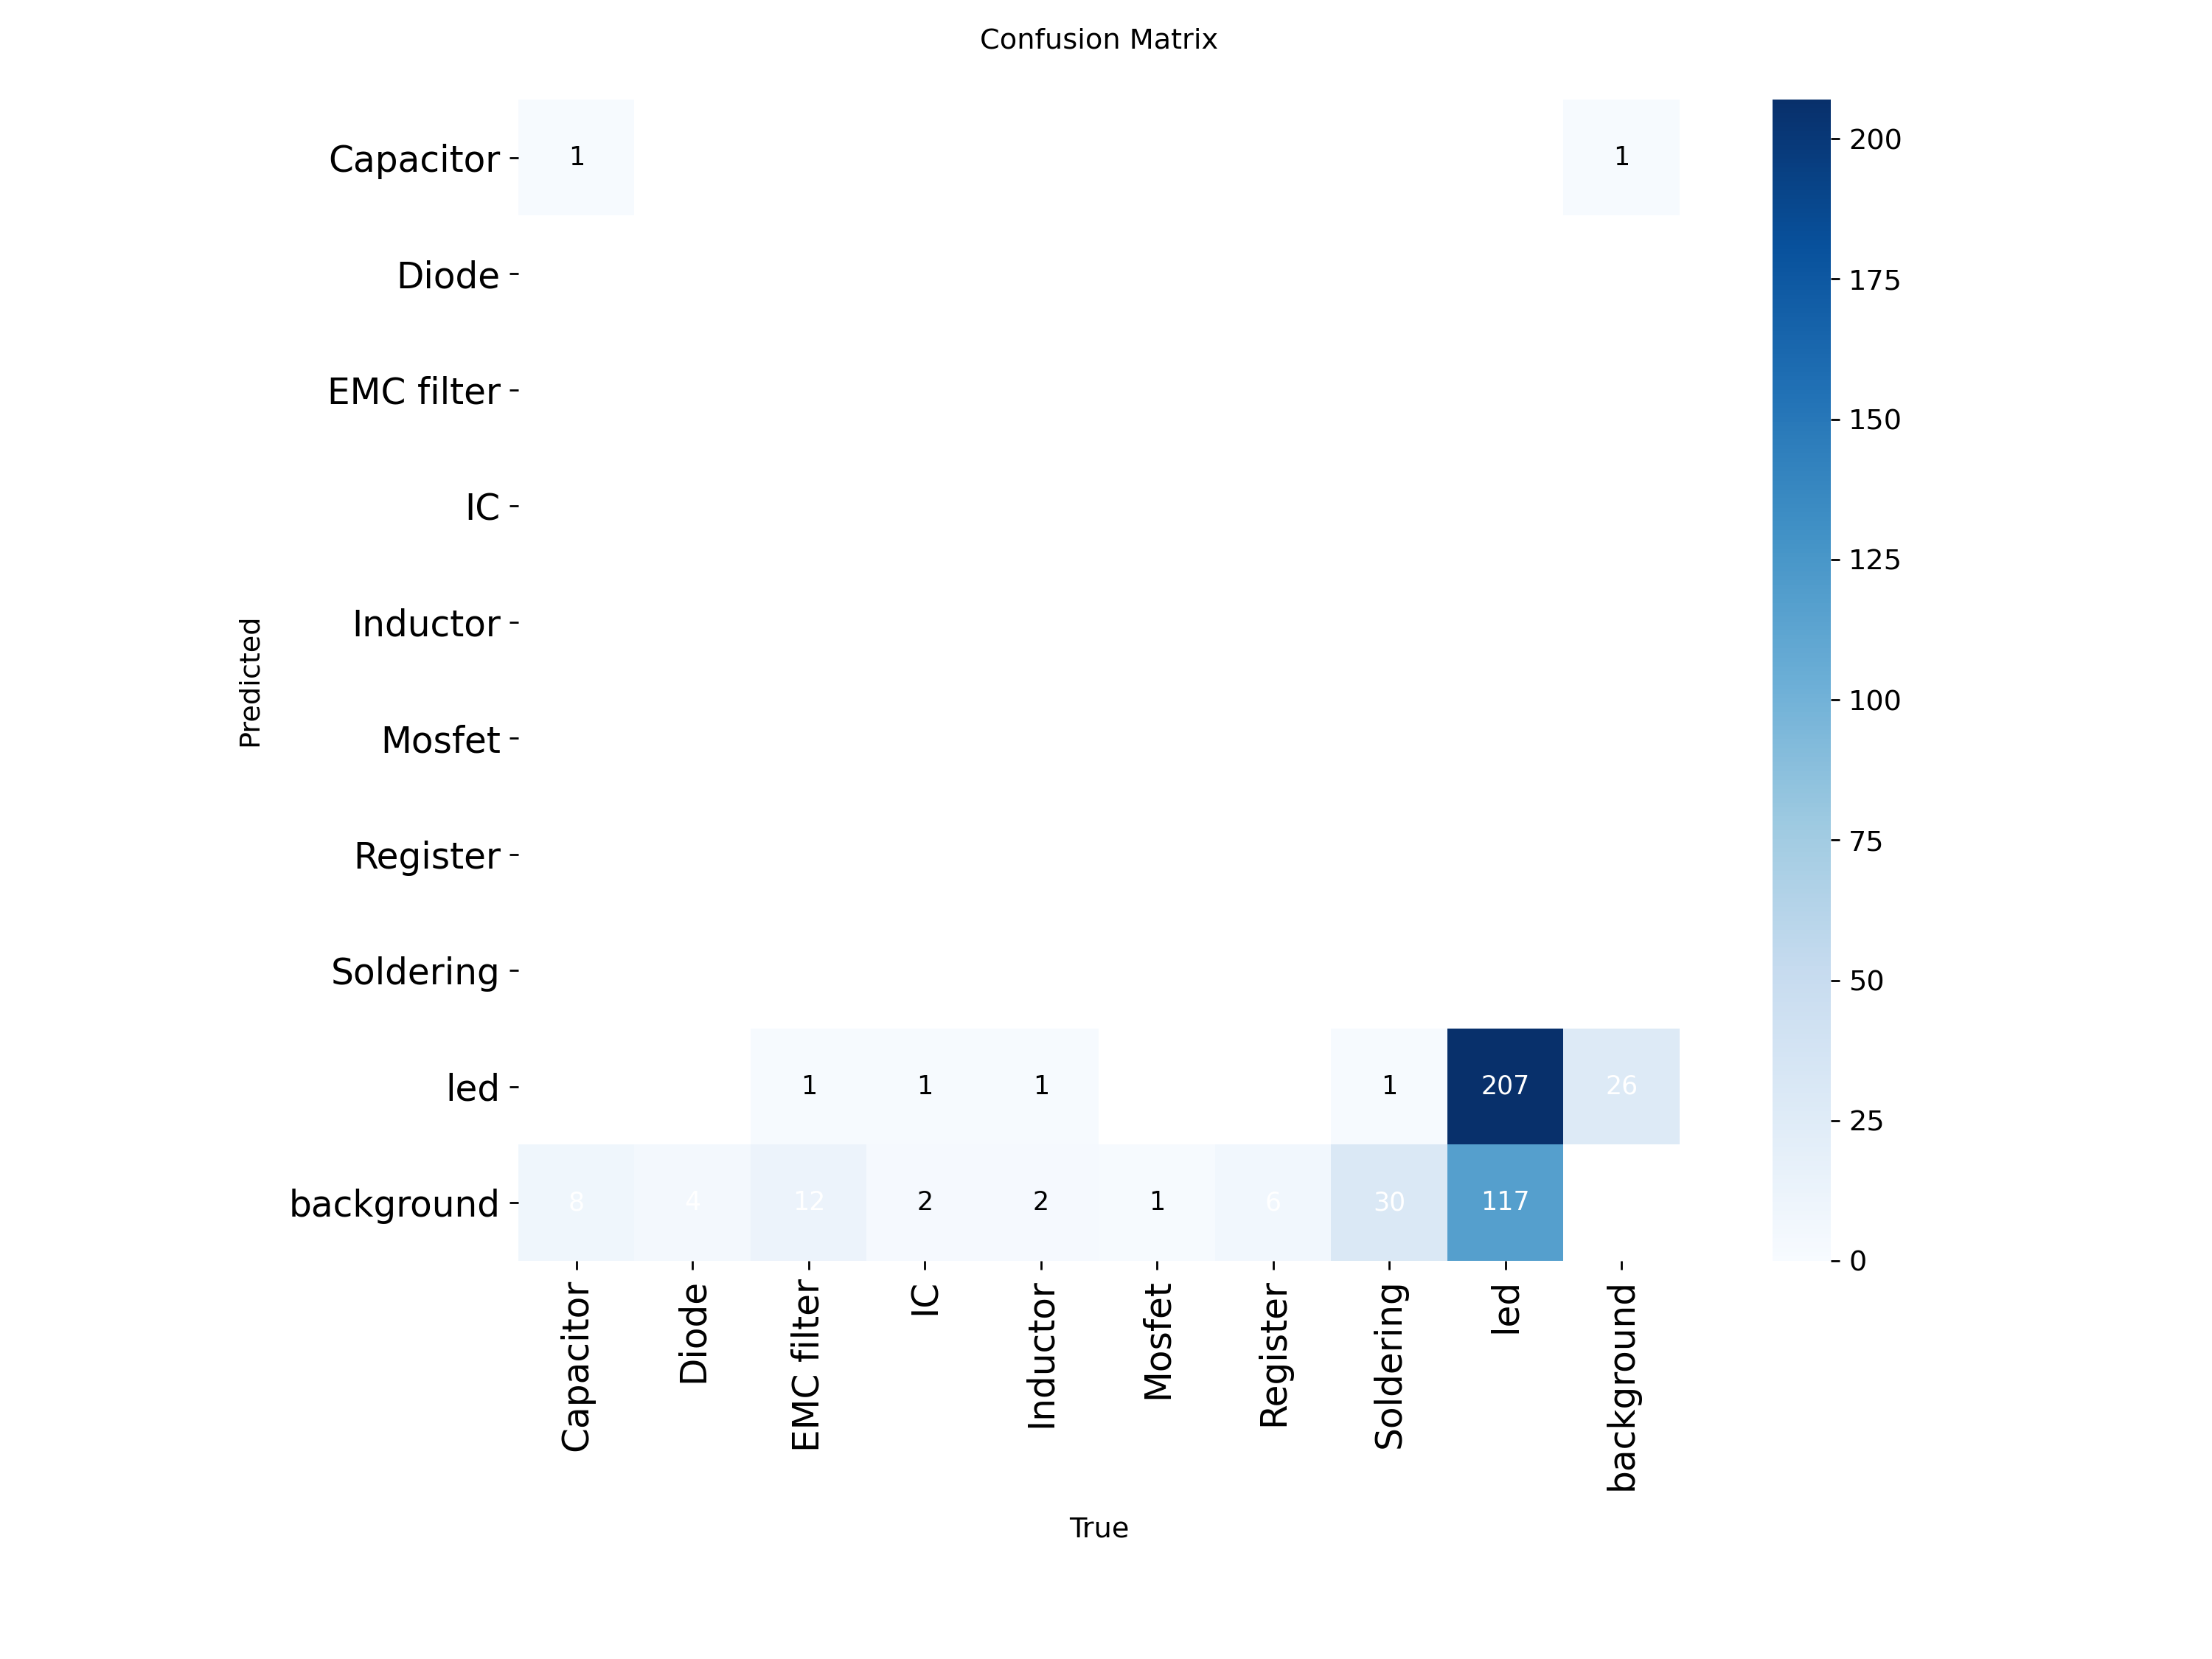 Confusion Matrix
Predicted
Capacitor 1 1
Diode
EMC filter
IC
Inductor
Mosfet
Register
Soldering
led 1 1 1 1 207 26
background 8 4 12 2 2 1 6 30 117
Capacitor
Diode
EMC filter
IC
Inductor
Mosfet
Register
Soldering
led
background
True
200
175
150
125
100
75
50
25
0